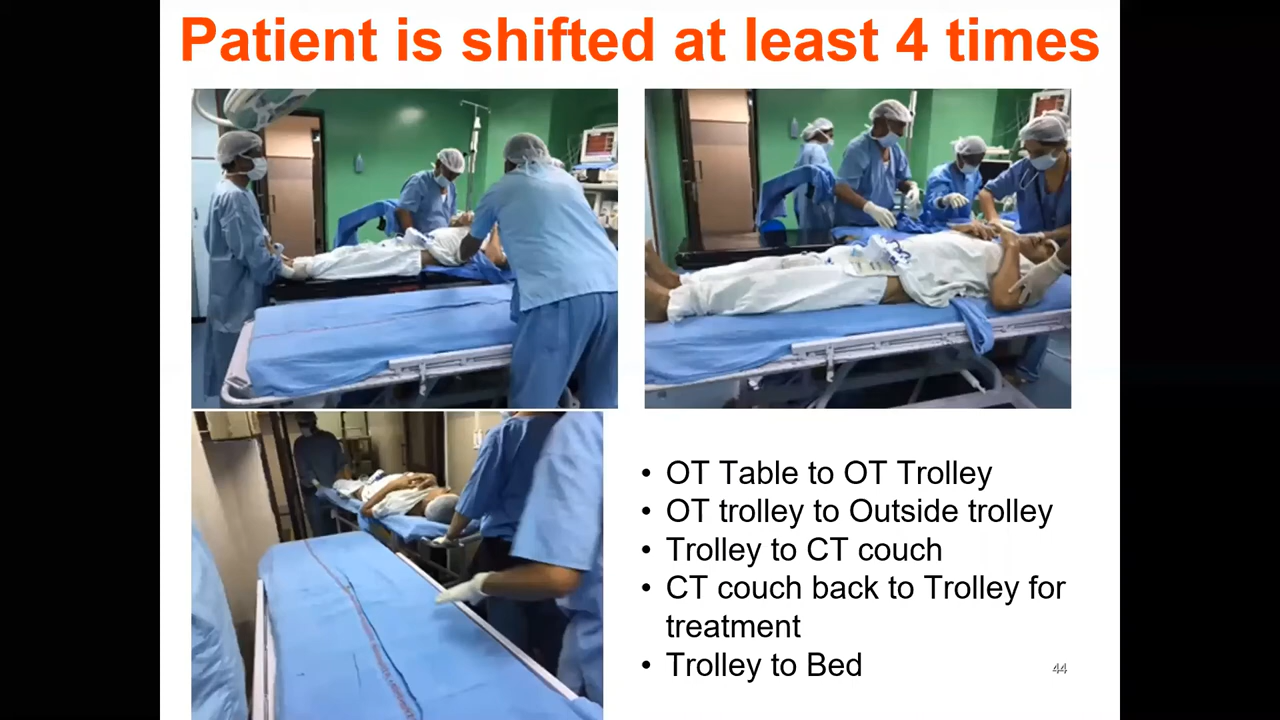 Patient is shifted at least 4 times
• OT Table to OT Trolley
• OT trolley to Outside trolley
• Trolley to CT couch
• CT couch back to Trolley for
treatment
• Trolley to Bed
44